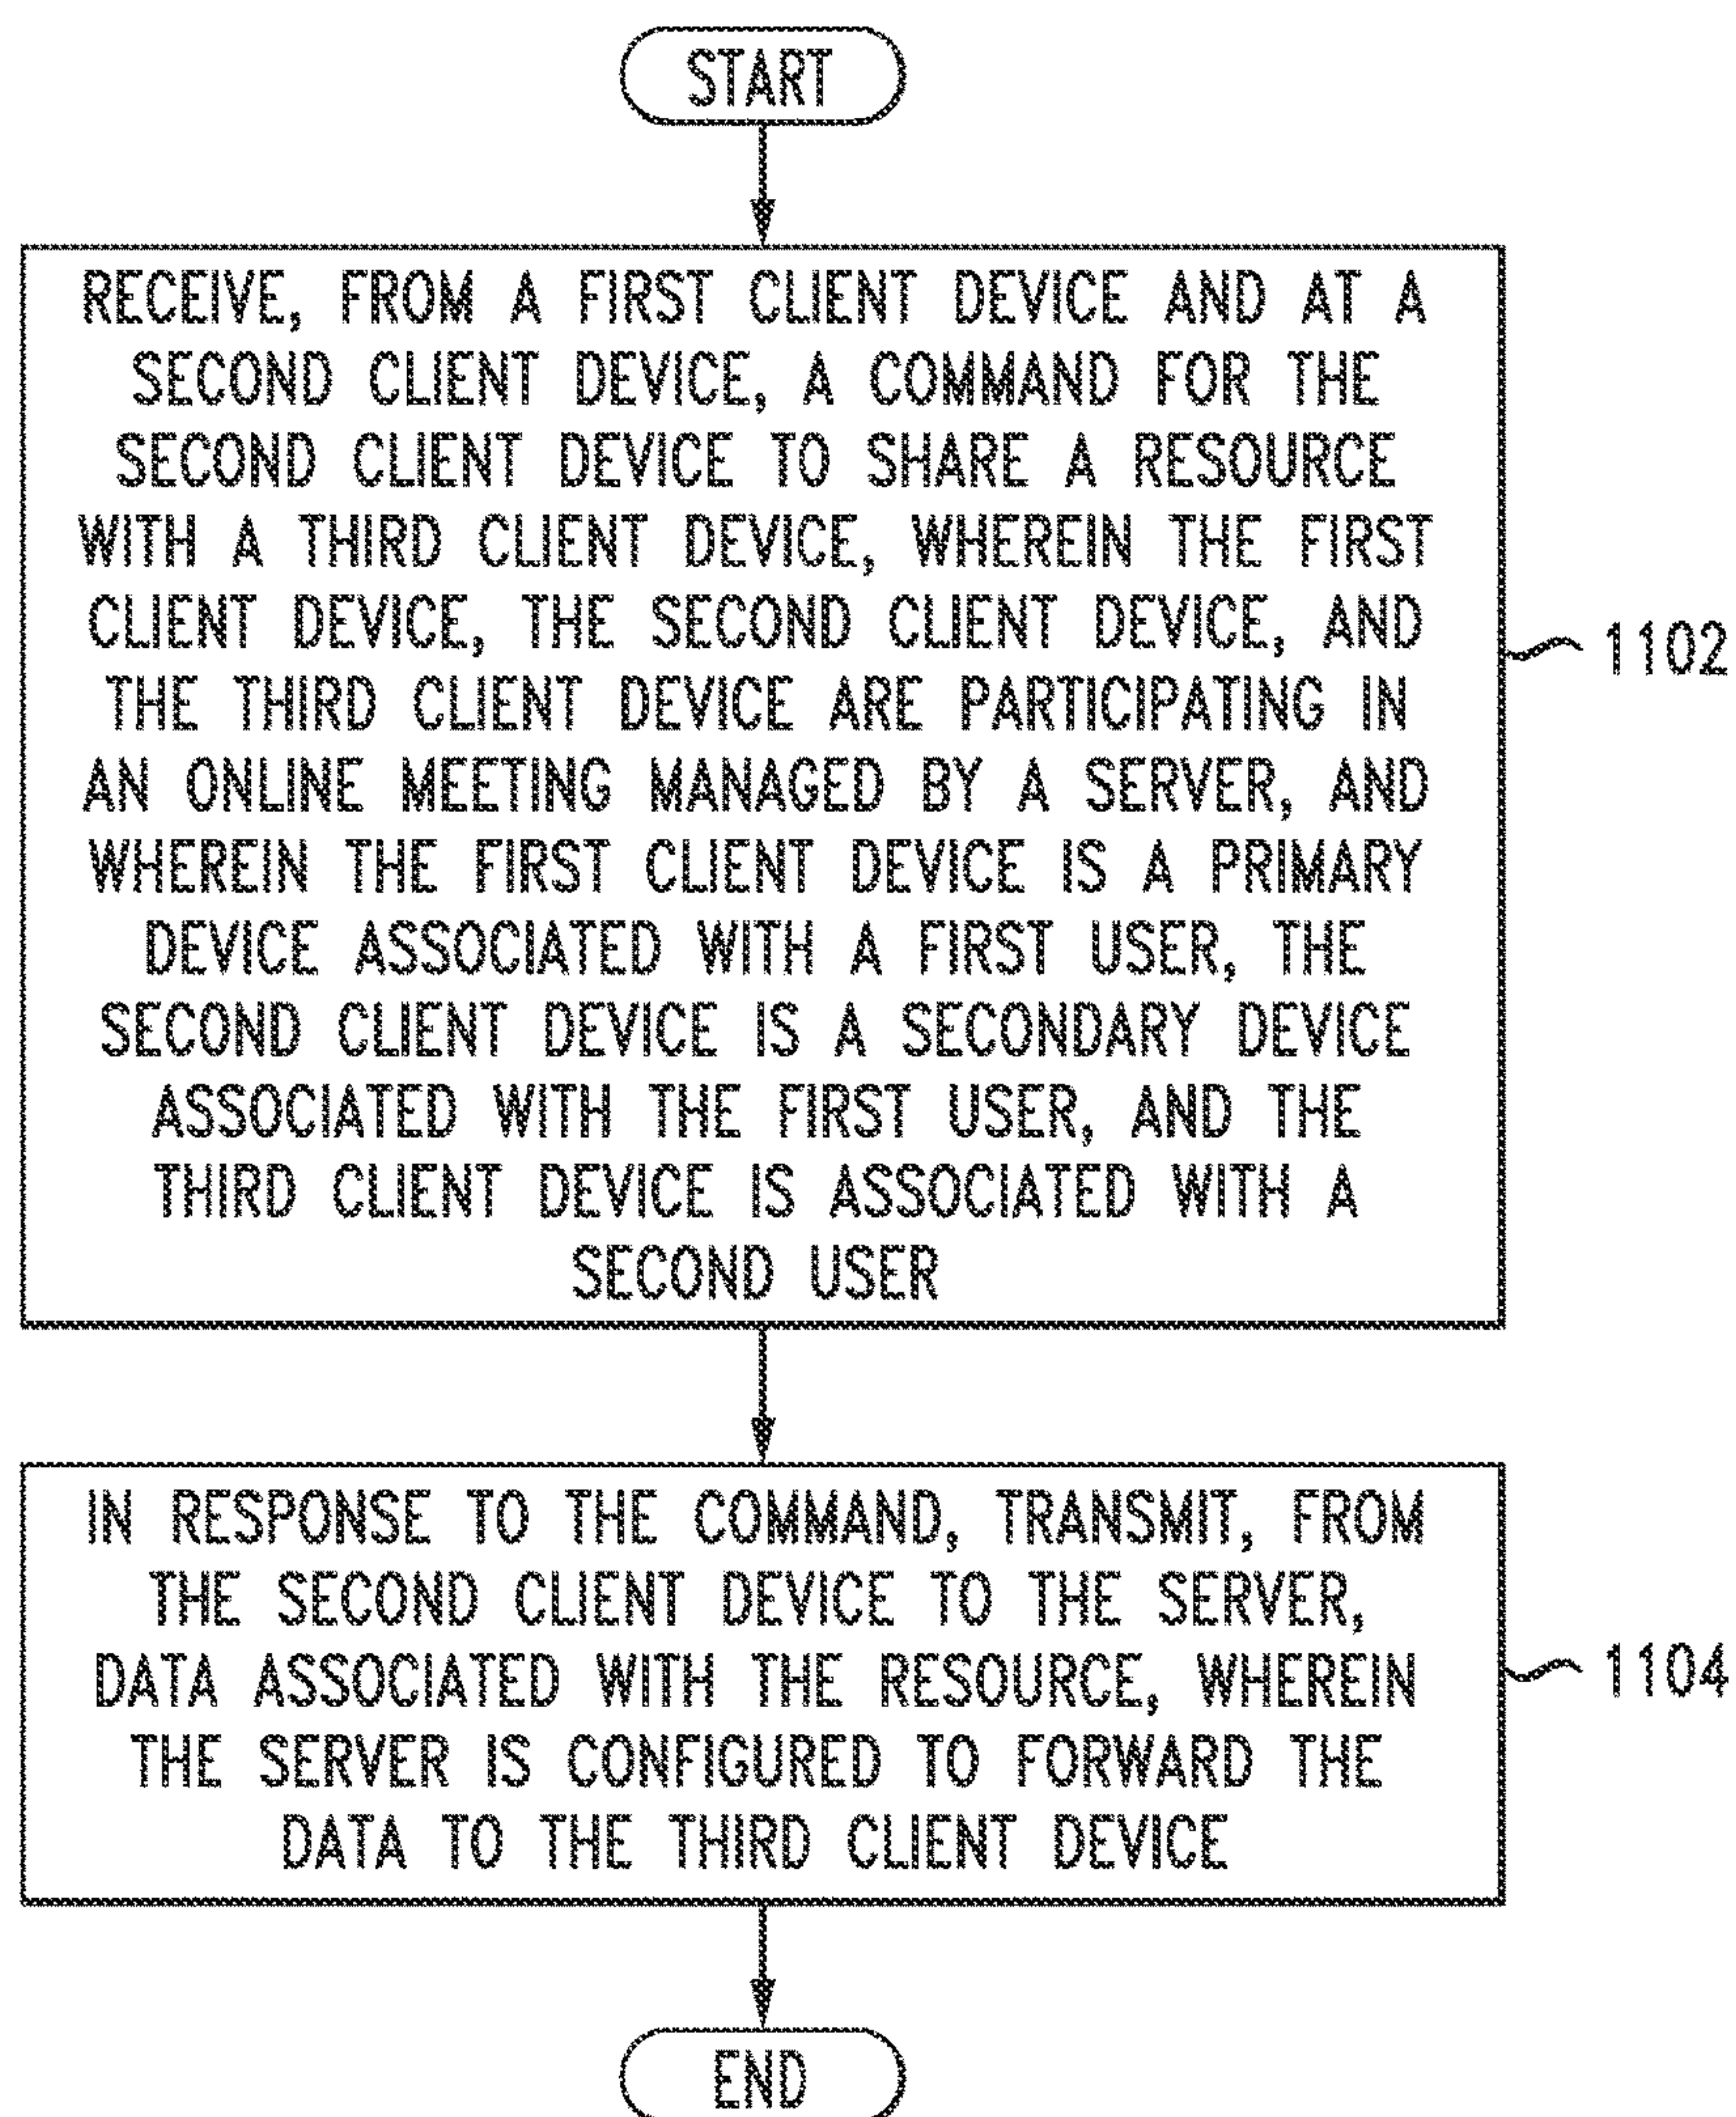 START
RECEIVE, FROM A FIRST CLIENT DEVICE AND AT A
SECOND CLIENT DEVICE, A COMMAND FOR THE
SECOND CLIENT DEVICE TO SHARE A RESOURCE
WITH A THIRD CLIENT DEVICE, WHEREIN THE FIRST
CLIENT DEVICE, THE SECOND CLIENT DEVICE, AND
THE THIRD CLIENT DEVICE ARE PARTICIPATING IN
AN ONLINE MEETING MANAGED BY A SERVER, AND
WHEREIN THE FIRST CLIENT DEVICE IS A PRIMARY
DEVICE ASSOCIATED WITH A FIRST USER, THE
SECOND CLIENT DEVICE IS A SECONDARY DEVICE
ASSOCIATED WITH THE FIRST USER, AND THE
THIRD CLIENT DEVICE IS ASSOCIATED WITH A
SECOND USER
1102
IN RESPONSE TO THE COMMAND, TRANSMIT, FROM
THE SECOND CLIENT DEVICE TO THE SERVER,
DATA ASSOCIATED WITH THE RESOURCE, WHEREIN
THE SERVER IS CONFIGURED TO FORWARD THE
DATA TO THE THIRD CLIENT DEVICE
1104
END